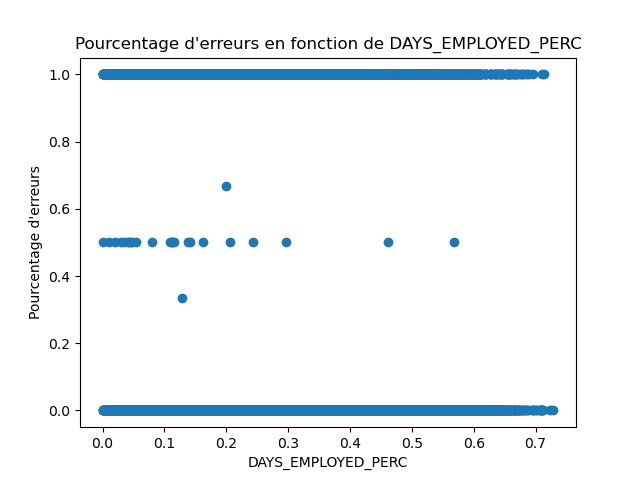 Pourcentage d'erreurs en fonction de DAYS_EMPLOYED_PERC
1.0
0.8
0.6
0.4
0.2
0.0
Pourcentage d'erreurs
0.0 0.1 0.2 0.3 0.4 0.5 0.6 0.7
DAYS_EMPLOYED_PERC